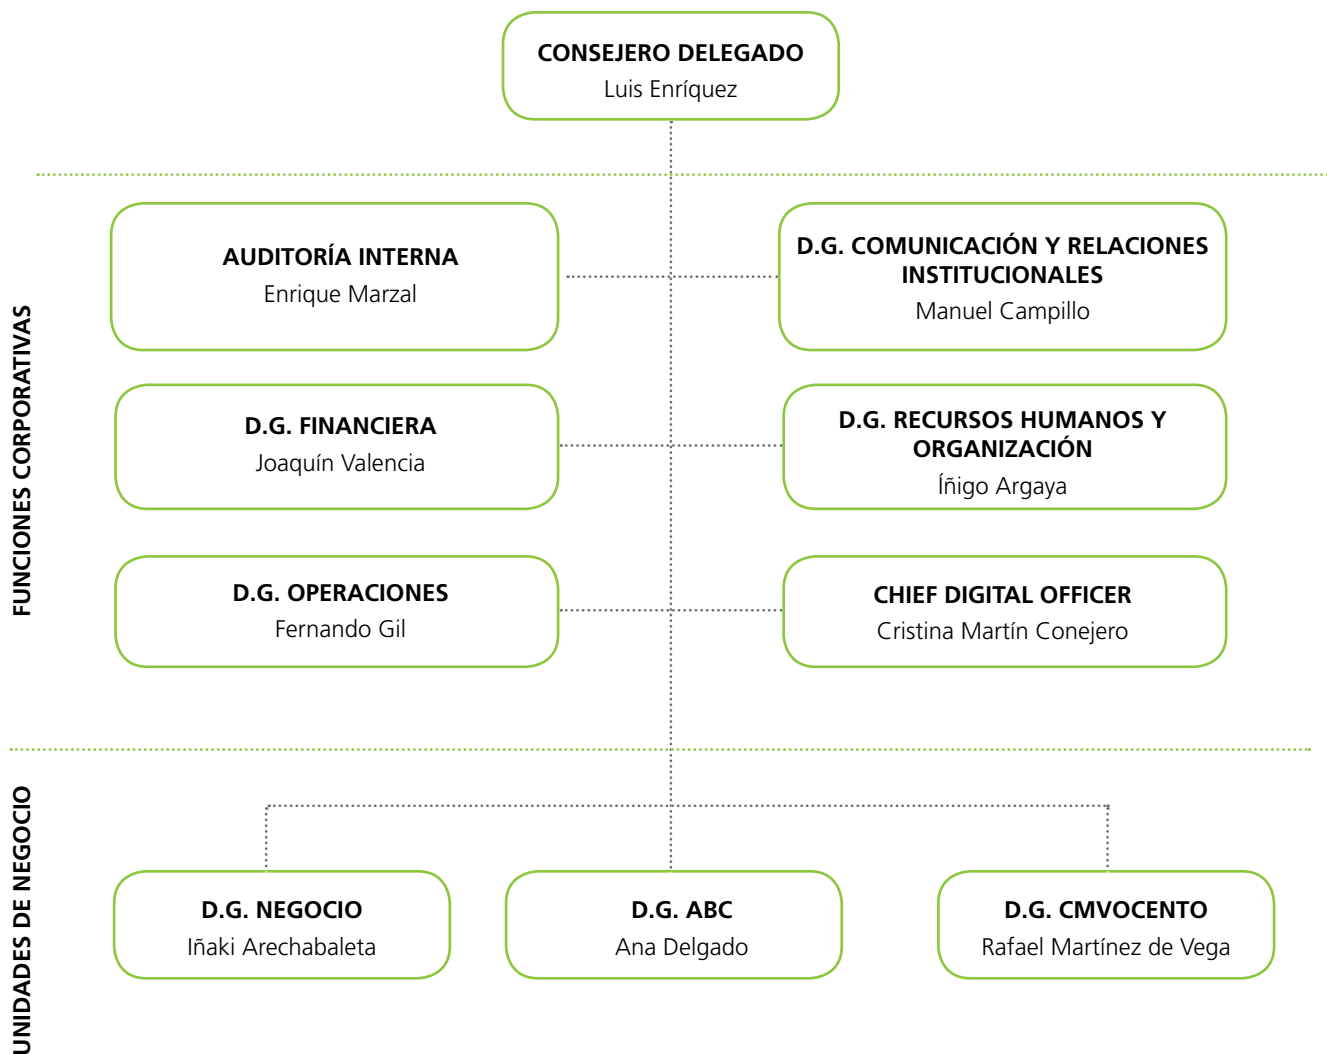 CONSEJERO DELEGADO
Luis Enríquez
FUNCIONES CORPORATIVAS
AUDITORÍA INTERNA
Enrique Marzal
D.G. COMUNICACIÓN Y RELACIONES
INSTITUCIONALES
Manuel Campillo
D.G. FINANCIERA
Joaquín Valencia
D.G. RECURSOS HUMANOS Y
ORGANIZACIÓN
Íñigo Argaya
D.G. OPERACIONES
Fernando Gil
CHIEF DIGITAL OFFICER
Cristina Martín Conejero
UNIDADES DE NEGOCIO
D.G. NEGOCIO
Iñaki Arechabaleta
D.G. ABC
Ana Delgado
D.G. CMVOCENTO
Rafael Martínez de Vega